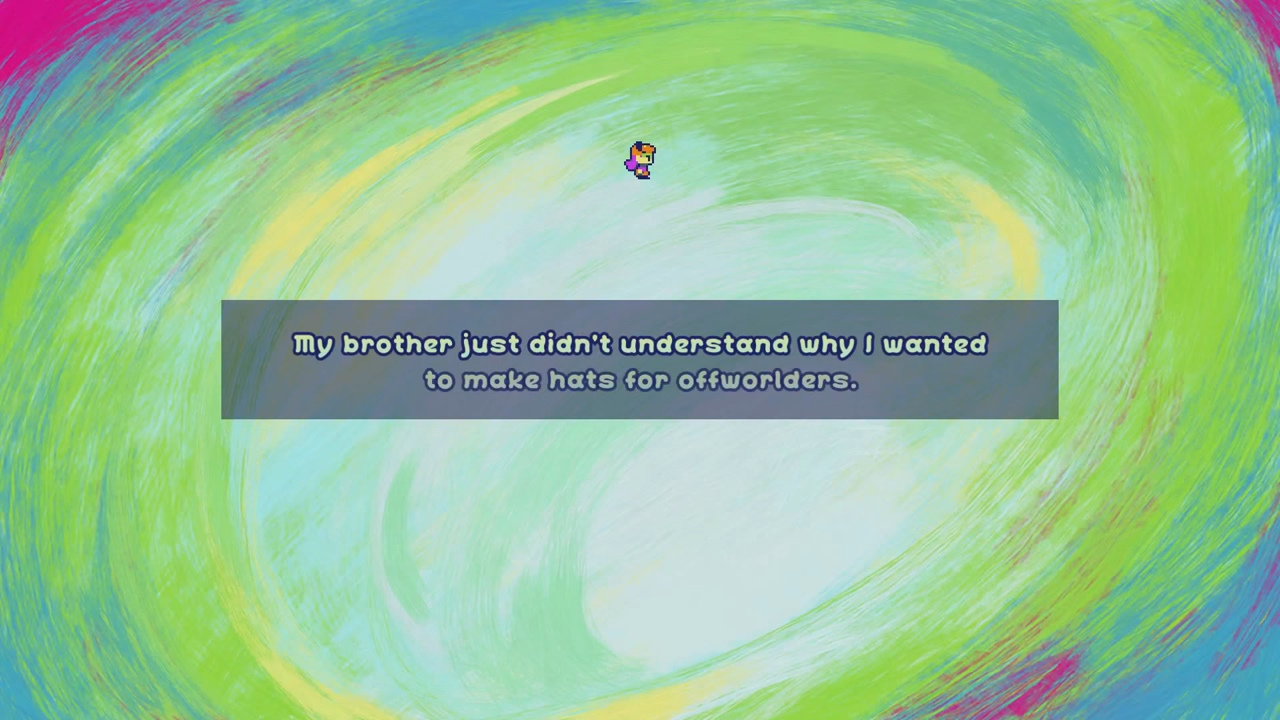 My brother just didn't understand why I wanted
to make hats for offworlders.